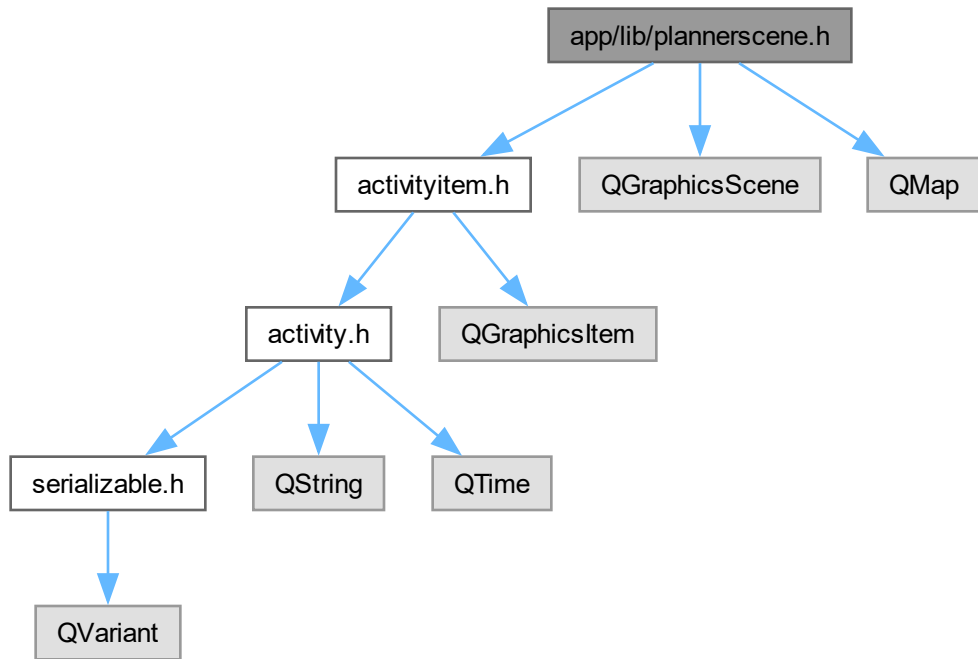 app/lib/plannerscene.h
activityitem.h
QGraphicsScene
QMap
activity.h
QGraphicsItem
serializable.h
QString
QTime
QVariant